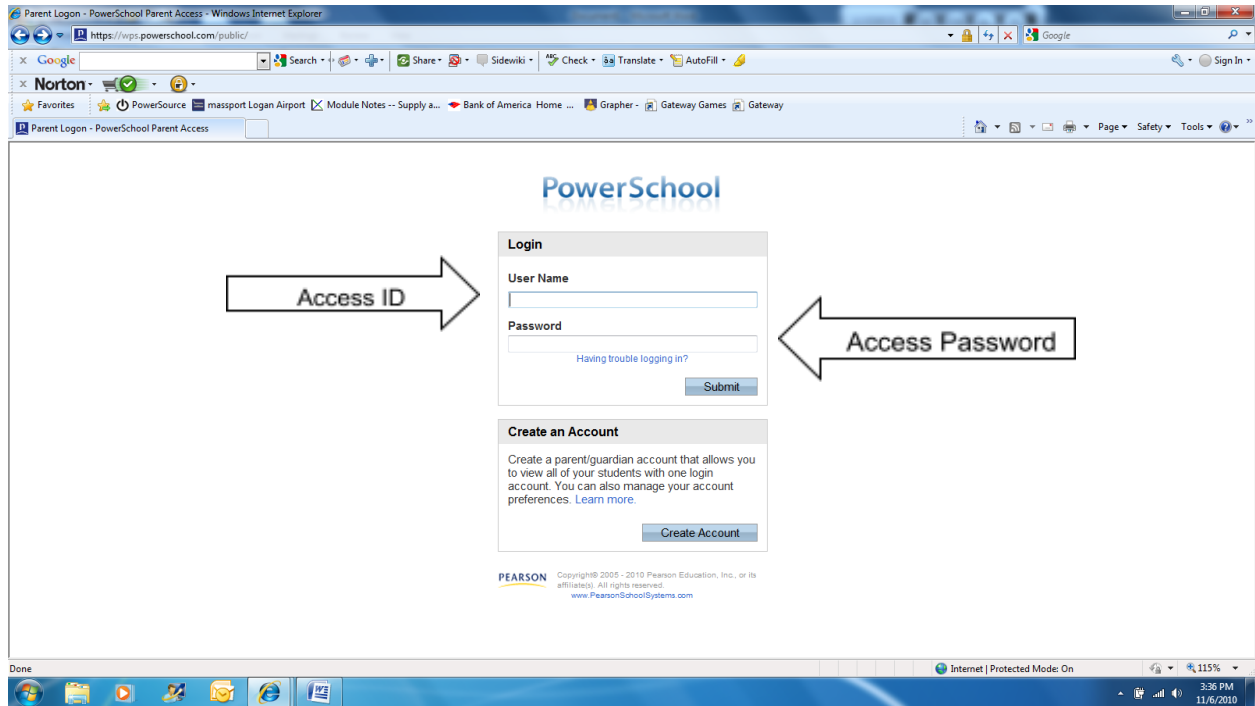 Parent Logon - PowerSchool Parent Access - Windows Internet Explorer
https://wps.powerschool.com/public/
Google
x Google Search Share Sidewiki Check Translate AutoFill Sign In
x Norton
Favorites PowerSource massport Logan Airport Module Notes -- Supply a... Bank of America Home ... Grapher - Gateway Games Gateway
Parent Logon - PowerSchool Parent Access Page Safety Tools
PowerSchool
Login
User Name
Access ID
Password
Access Password
Having trouble logging in?
Submit
Create an Account
Create a parent/guardian account that allows you
to view all of your students with one login
account. You can also manage your account
preferences. Learn more.
Create Account
PEARSON
Copyright© 2005 - 2010 Pearson Education, Inc., or its
affiliate(s). All rights reserved.
www.PearsonSchoolSystems.com
Done Internet | Protected Mode: On 115%
3:36 PM
11/6/2010